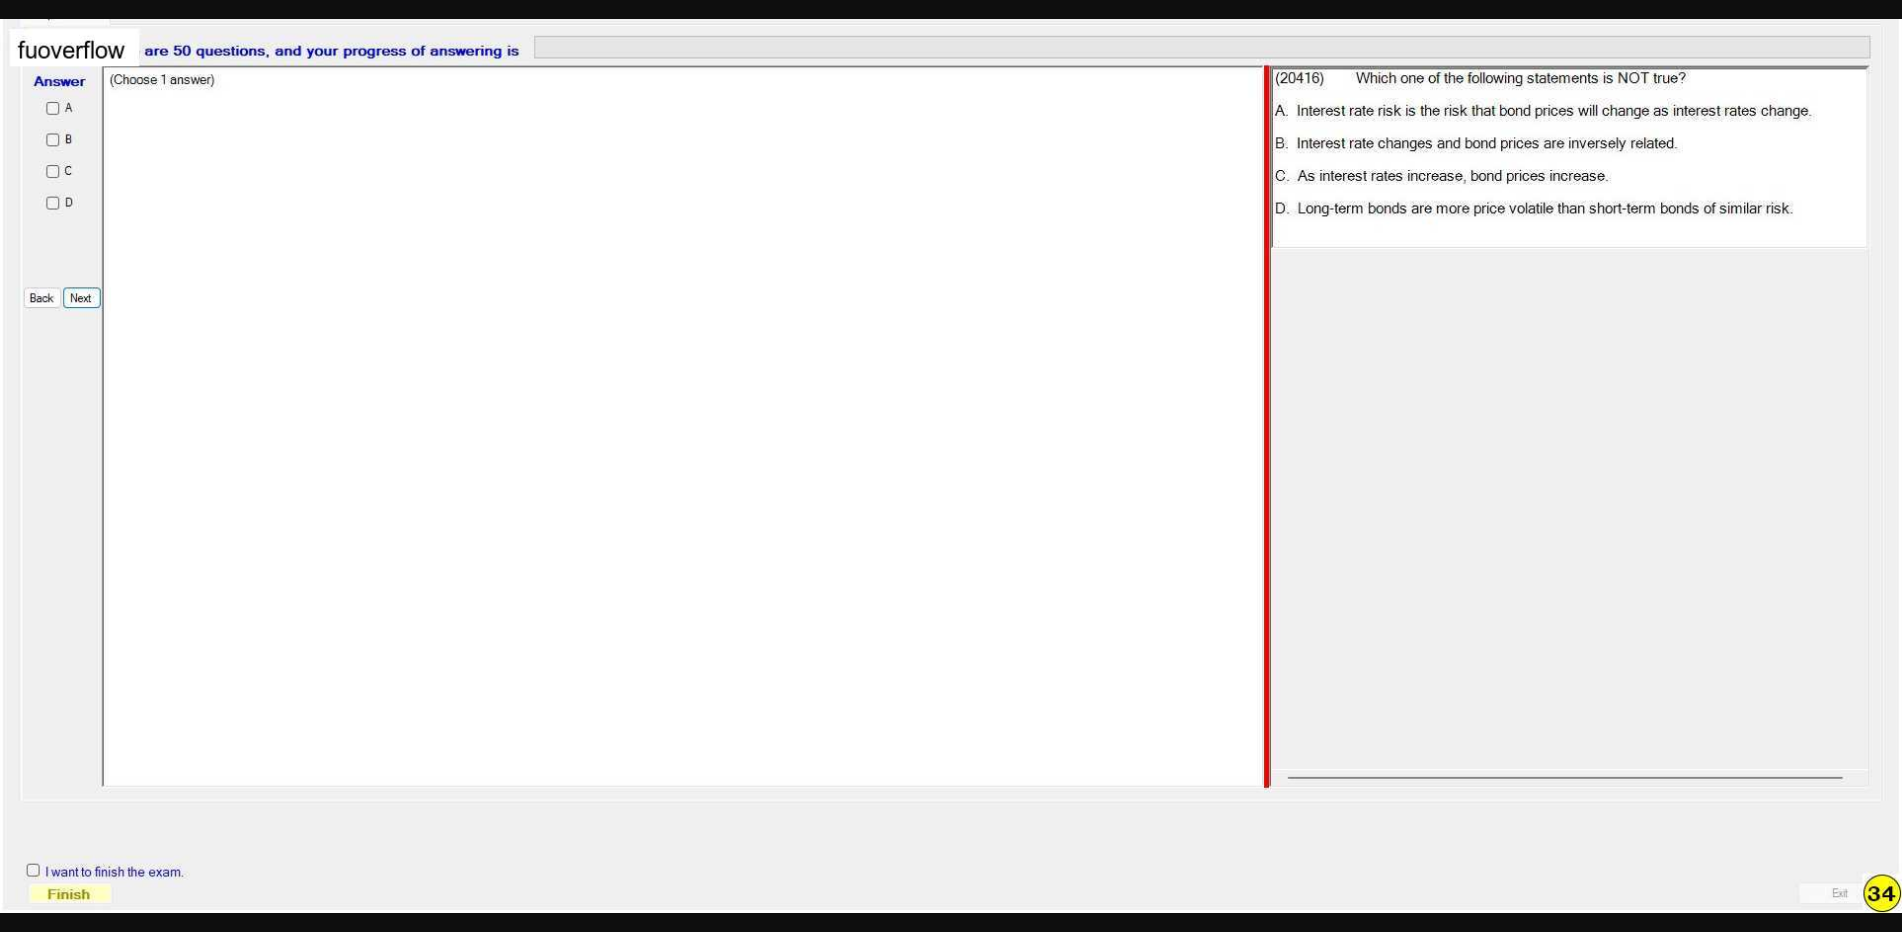 fuoverflow are 50 questions, and your progress of answering is
Answer
(Choose 1 answer)
A
B
C
D
Back Next
(20416) Which one of the following statements is NOT true?
A. Interest rate risk is the risk that bond prices will change as interest rates change.
B. Interest rate changes and bond prices are inversely related.
C. As interest rates increase, bond prices increase.
D. Long-term bonds are more price volatile than short-term bonds of similar risk.
I want to finish the exam.
Finish
Exit 34